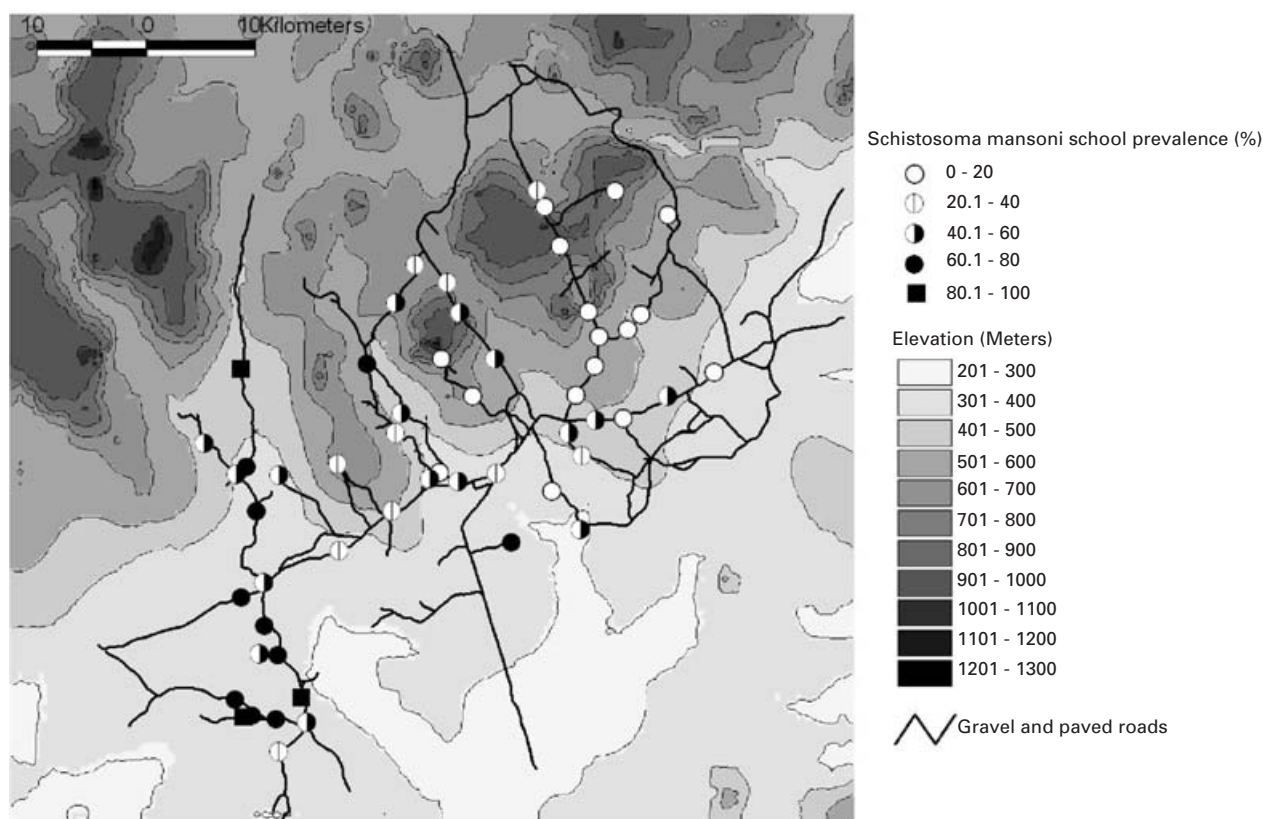 10 0 10Kilometers
Schistosoma mansoni school prevalence (%)
0 - 20
20.1 - 40
40.1 - 60
60.1 - 80
80.1 - 100
Elevation (Meters)
201 - 300
301 - 400
401 - 500
501 - 600
601 - 700
701 - 800
801 - 900
901 - 1000
1001 - 1100
1101 - 1200
1201 - 1300
Gravel and paved roads